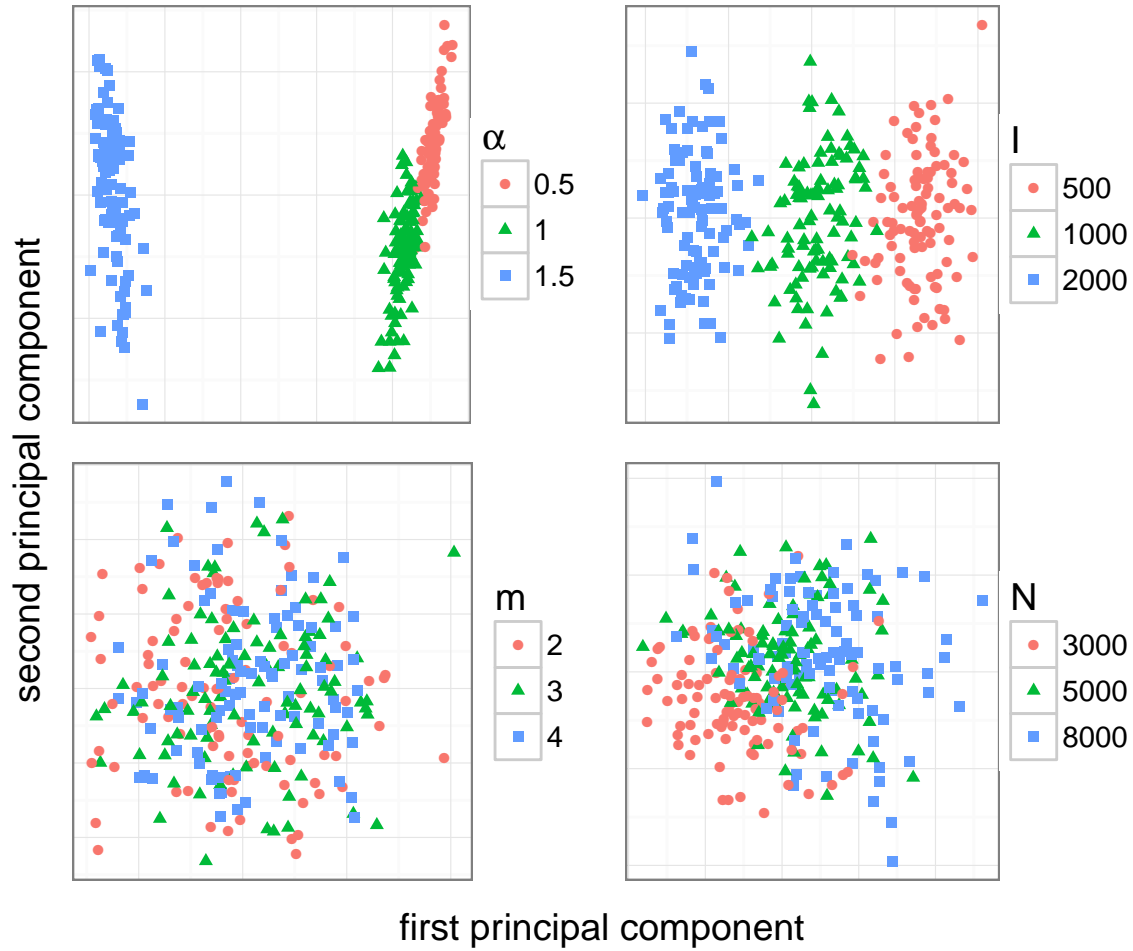 α
0.5
1
1.5
l
500
1000
2000
m
2
3
4
N
3000
5000
8000
second principal component
first principal component